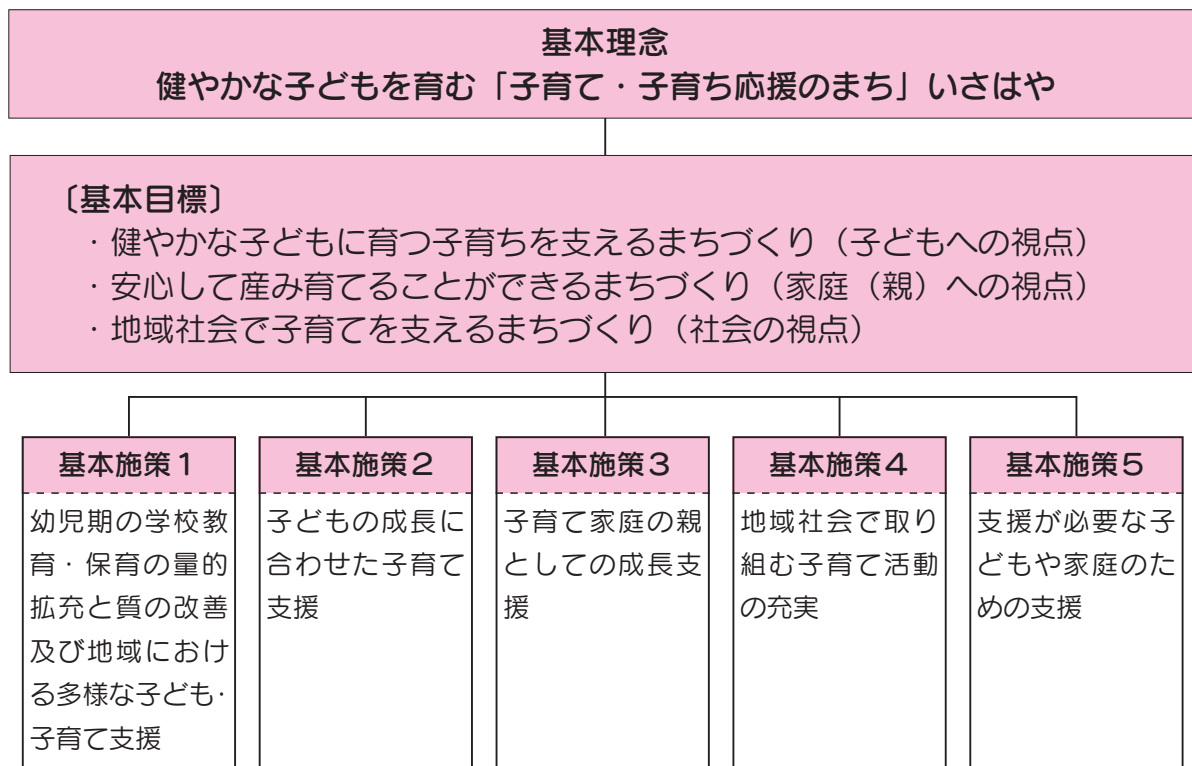 基本理念
健やかな子どもを育む「子育て・子育ち応援のまち」いさはや
〔基本目標〕
・健やかな子どもに育つ子育ちを支えるまちづくり（子どもへの視点）
・安心して産み育てることができるまちづくり（家庭（親）への視点）
・地域社会で子育てを支えるまちづくり（社会の視点）
基本施策１
幼児期の学校教
育・保育の量的
拡充と質の改善
及び地域におけ
る多様な子ども・
子育て支援
基本施策２
子どもの成長に
合わせた子育て
支援
基本施策３
子育て家庭の親
としての成長支
援
基本施策４
地域社会で取り
組む子育て活動
の充実
基本施策５
支援が必要な子
どもや家庭のた
めの支援